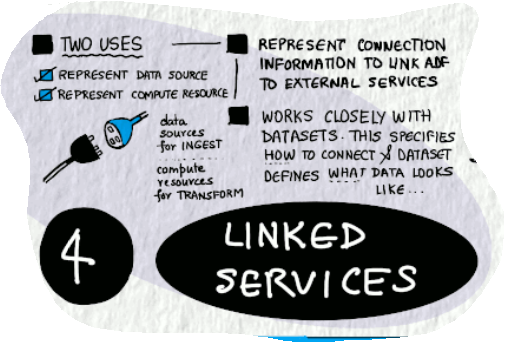 TWO USES
REPRESENT DATA SOURCE
REPRESENT COMPUTE RESOURCE
data
sources
for INGEST
compute
resources
for TRANSFORM
REPRESENT CONNECTION
INFORMATION TO LINK ADF
TO EXTERNAL SERVICES
WORKS CLOSELY WITH
DATASETS. THIS SPECIFIES
HOW TO CONNECT & DATASET
DEFINES WHAT DATA LOOKS
LIKE...
4
LINKED
SERVICES